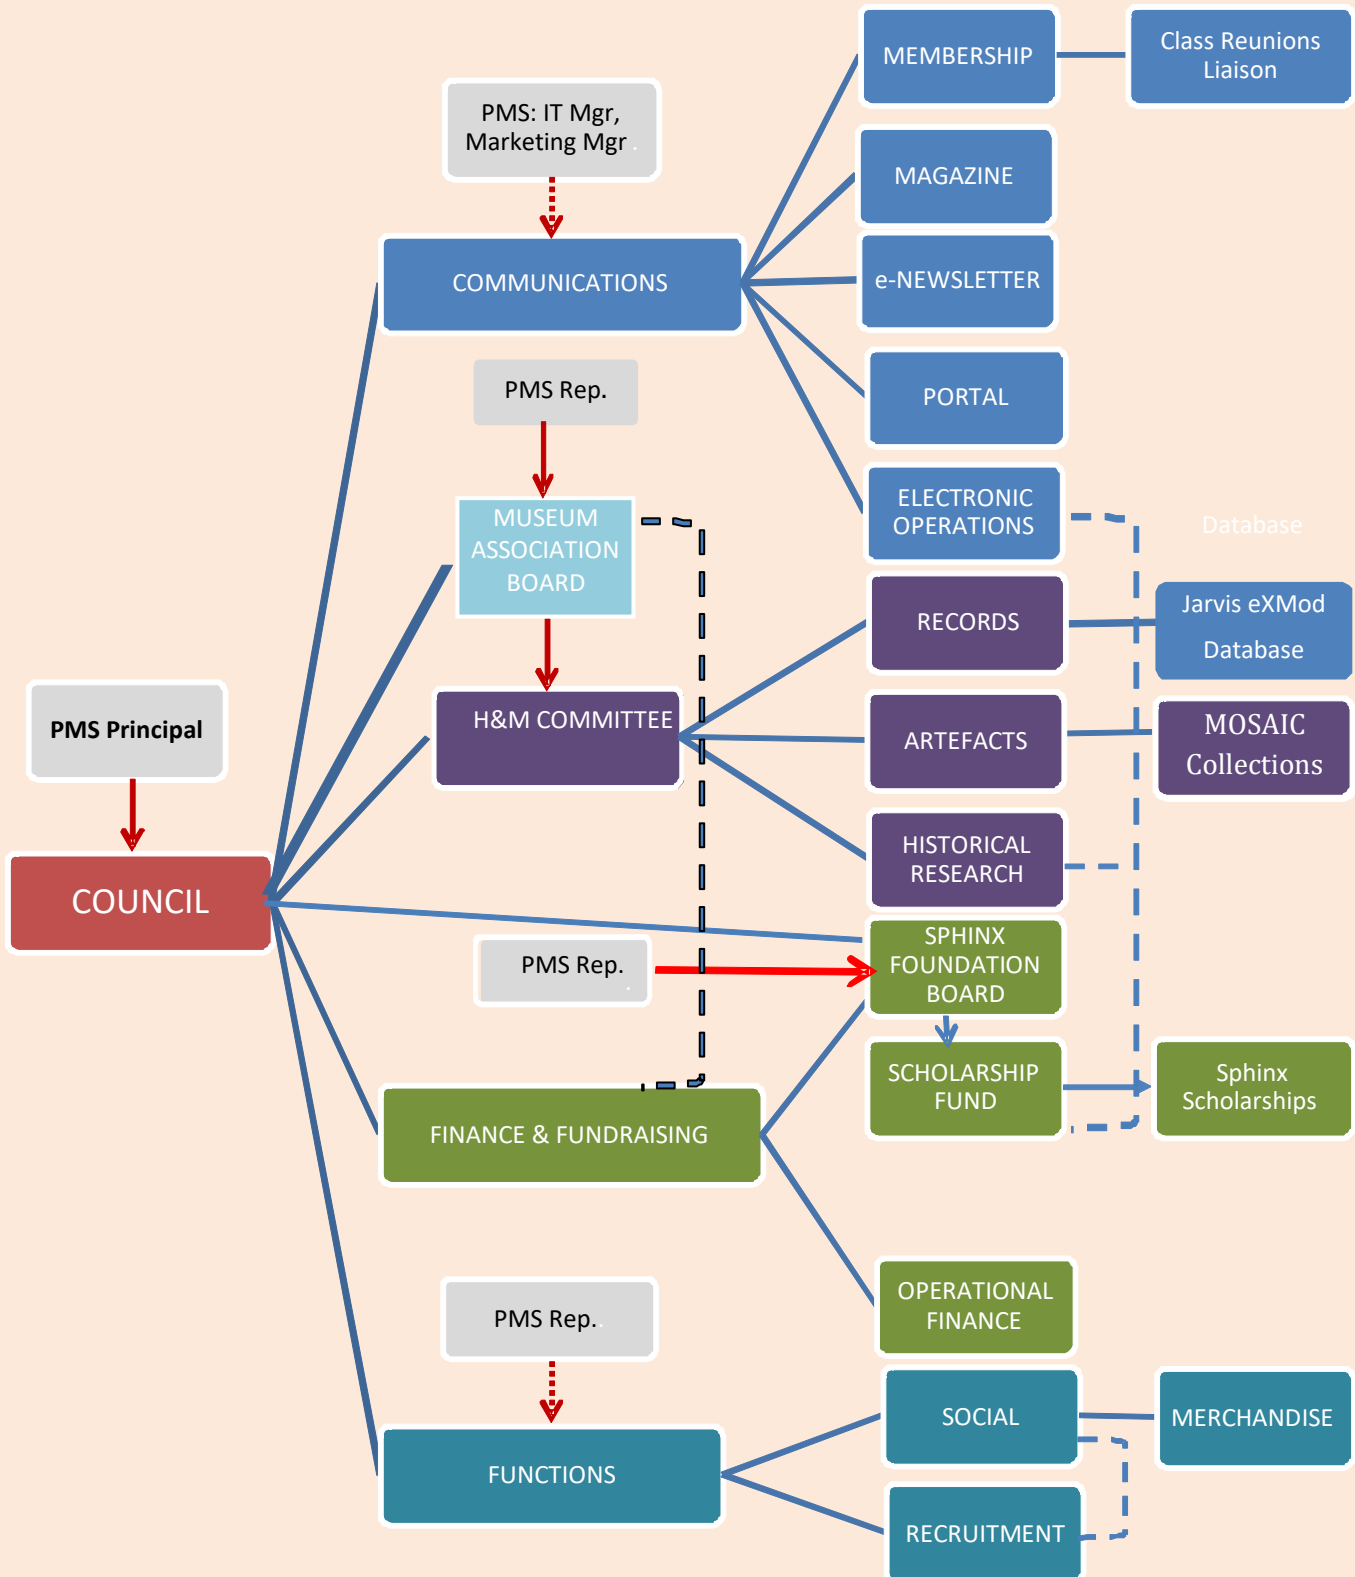 MEMBERSHIP
Class Reunions
Liaison
PMS: IT Mgr,
Marketing Mgr .
MAGAZINE
COMMUNICATIONS
e-NEWSLETTER
PMS Rep.
PORTAL
MUSEUM
ASSOCIATION
BOARD
ELECTRONIC
OPERATIONS
Database
RECORDS
Jarvis eXMod
Database
PMS Principal
H&M COMMITTEE
ARTEFACTS
MOSAIC
Collections
HISTORICAL
RESEARCH
COUNCIL
PMS Rep.
.
SPHINX
FOUNDATION
BOARD
SCHOLARSHIP
FUND
Sphinx
Scholarships
FINANCE & FUNDRAISING
OPERATIONAL
FINANCE
PMS Rep..
SOCIAL
MERCHANDISE
FUNCTIONS
RECRUITMENT